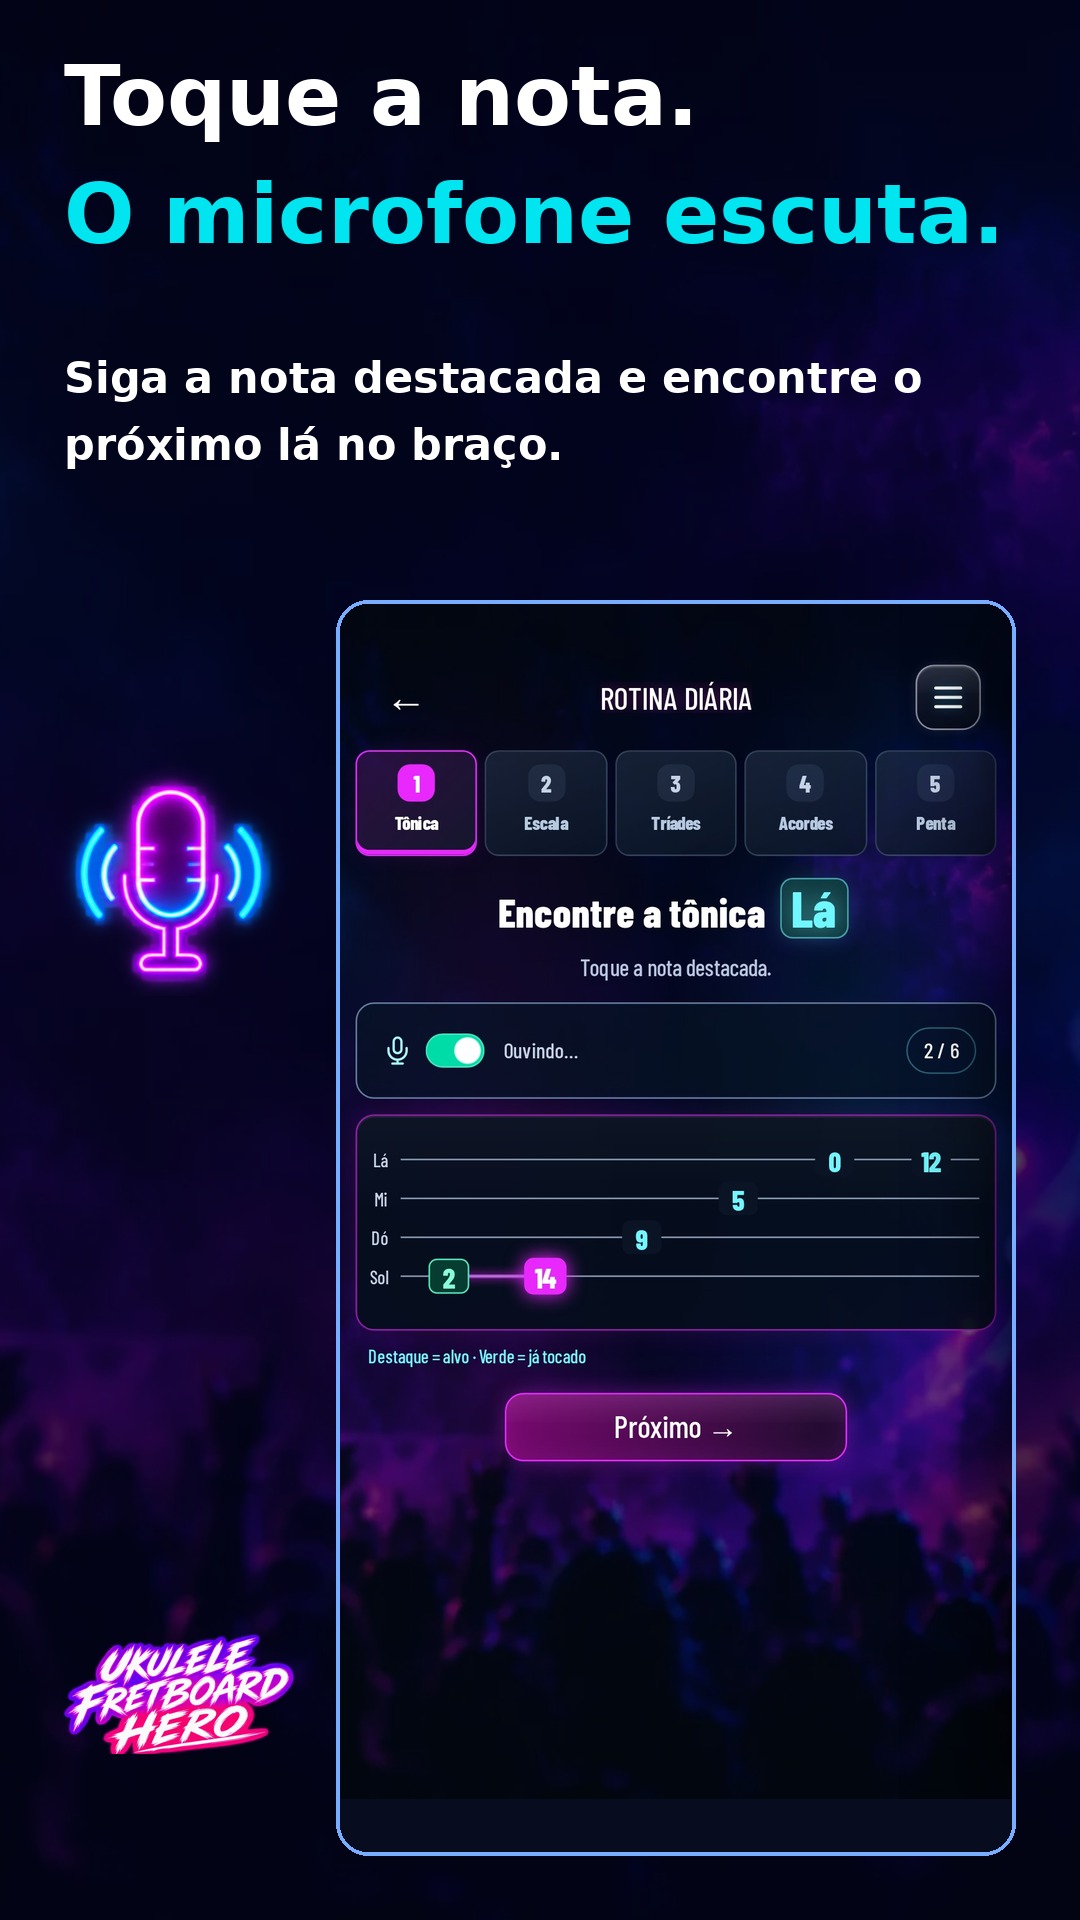 Toque a nota.
O microfone escuta.
Siga a nota destacada e encontre o
próximo lá no braço.
← ROTINA DIÁRIA
1 2 3 4 5
Tônica Escala Tríades Acordes Penta
Encontre a tônica Lá
Toque a nota destacada.
Ouvindo... 2 / 6
Lá 0 12
Mi 5
Dó 9
Sol 2 14
Destaque = alvo · Verde = já tocado
Próximo →
UKULELE
FRETBOARD
HERO